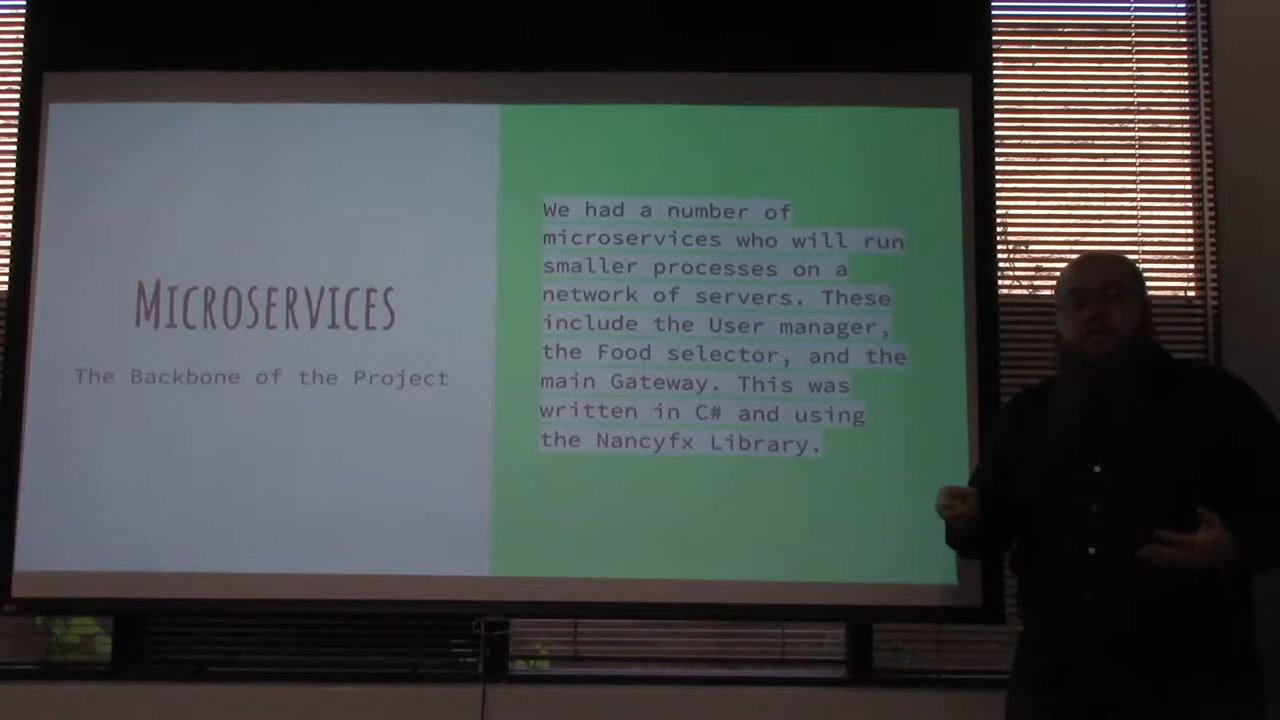 MICROSERVICES
The Backbone of the Project
We had a number of
microservices who will run
smaller processes on a
network of servers. These
include the User manager,
the Food selector, and the
main Gateway. This was
written in C# and using
the Nancyfx Library.